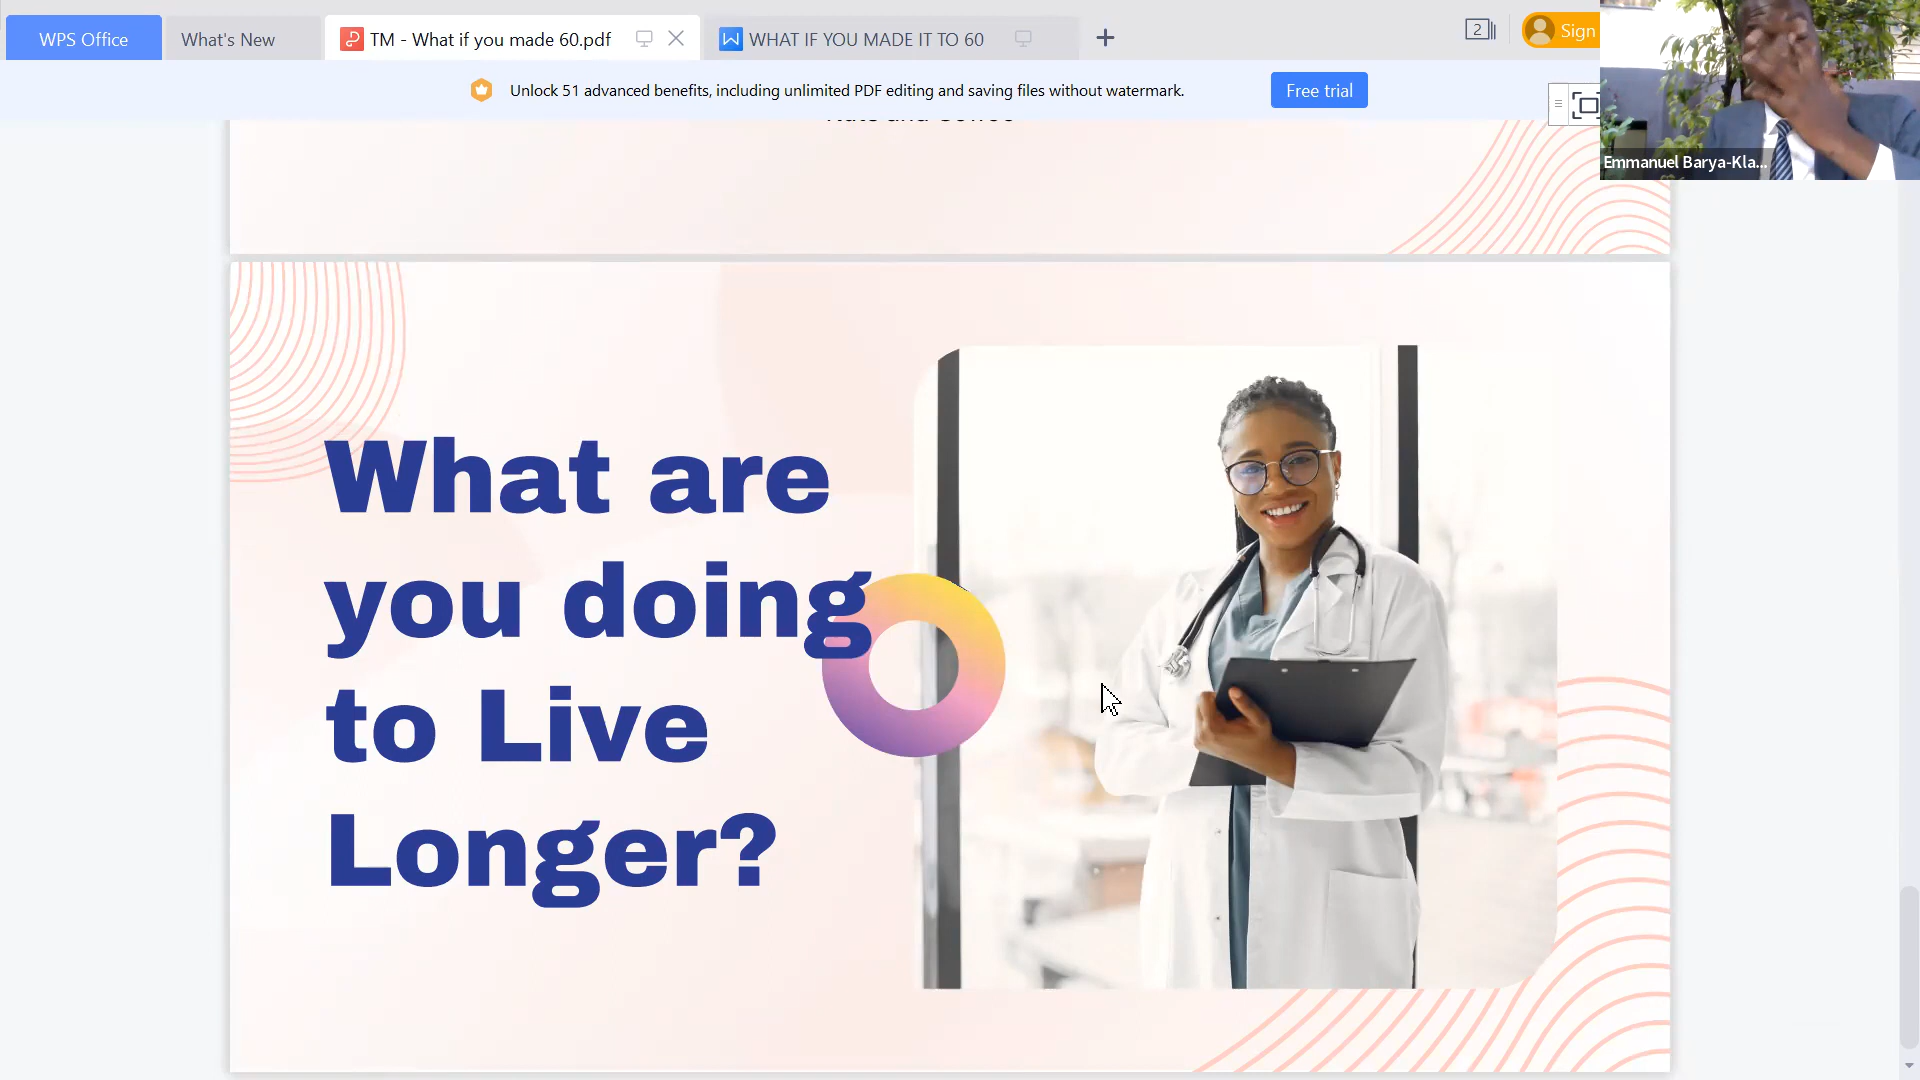 WPS Office
What's New
TM - What if you made 60.pdf
WHAT IF YOU MADE IT TO 60
2
Sign
Unlock 51 advanced benefits, including unlimited PDF editing and saving files without watermark.
Free trial
Emmanuel Barya-Kla...
What are
you doing
to Live
Longer?